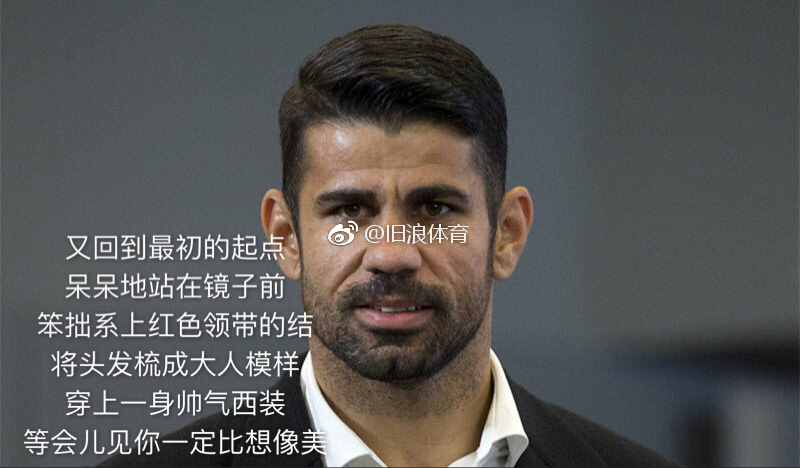 @旧浪体育
又回到最初的起点
呆呆地站在镜子前
笨拙系上红色领带的结
将头发梳成大人模样
穿上一身帅气西装
等会儿见你一定比想像美